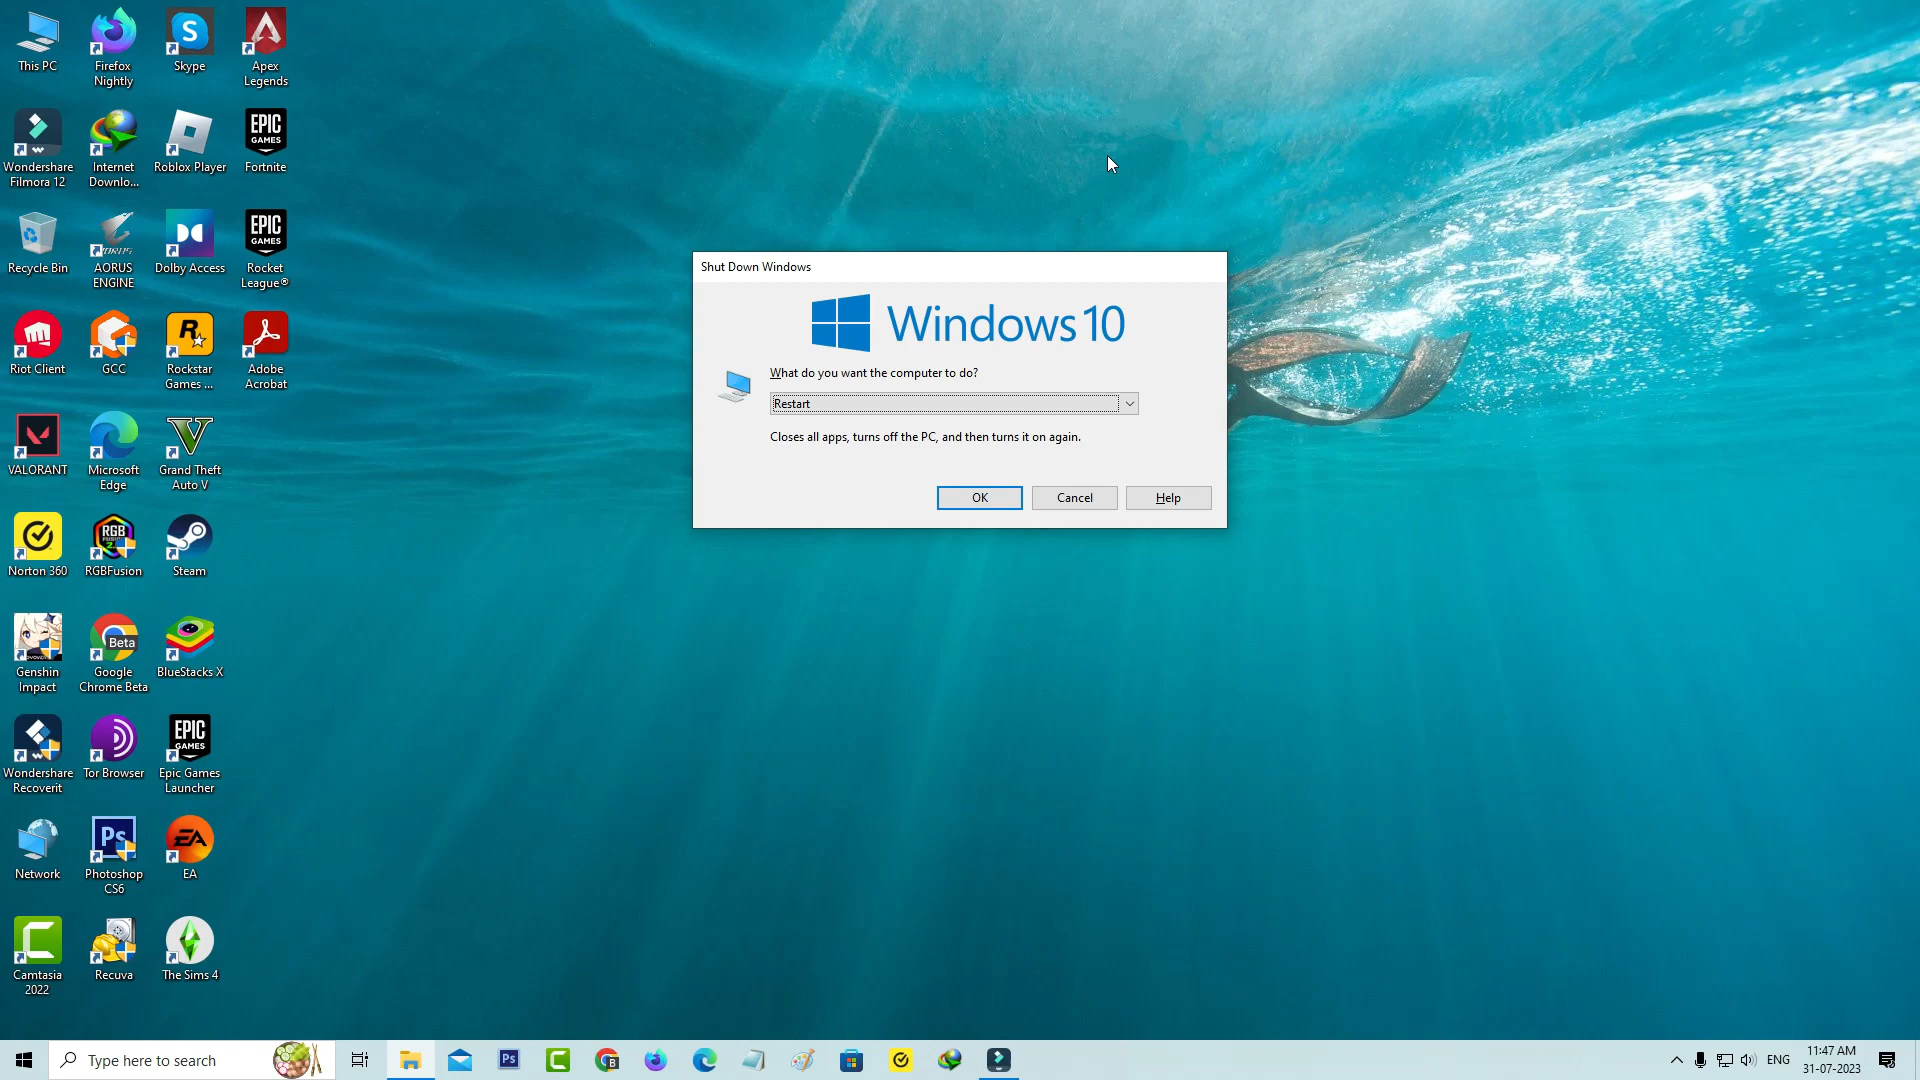 This PC
Firefox
Nightly
Skype
Apex
Legends
Wondershare
Filmora 12
Internet
Downlo...
Roblox Player
EPIC
GAMES
Fortnite
Recycle Bin
AORUS
AORUS
ENGINE
Dolby Access
EPIC
GAMES
Rocket
League®
Riot Client
GCC
Rockstar
Games ...
Adobe
Acrobat
VALORANT
Microsoft
Edge
Grand Theft
Auto V
Norton 360
RGB
RGBFusion
Steam
Genshin
Impact
Beta
Google
Chrome Beta
BlueStacks X
Wondershare
Recoverit
Tor Browser
EPIC
GAMES
Epic Games
Launcher
Network
Ps
Photoshop
CS6
EA
EA
Camtasia
2022
Recuva
The Sims 4
Shut Down Windows
Windows 10
What do you want the computer to do?
Restart
Closes all apps, turns off the PC, and then turns it on again.
OK
Cancel
Help
Type here to search
Ps
B
ENG
11:47 AM
31-07-2023